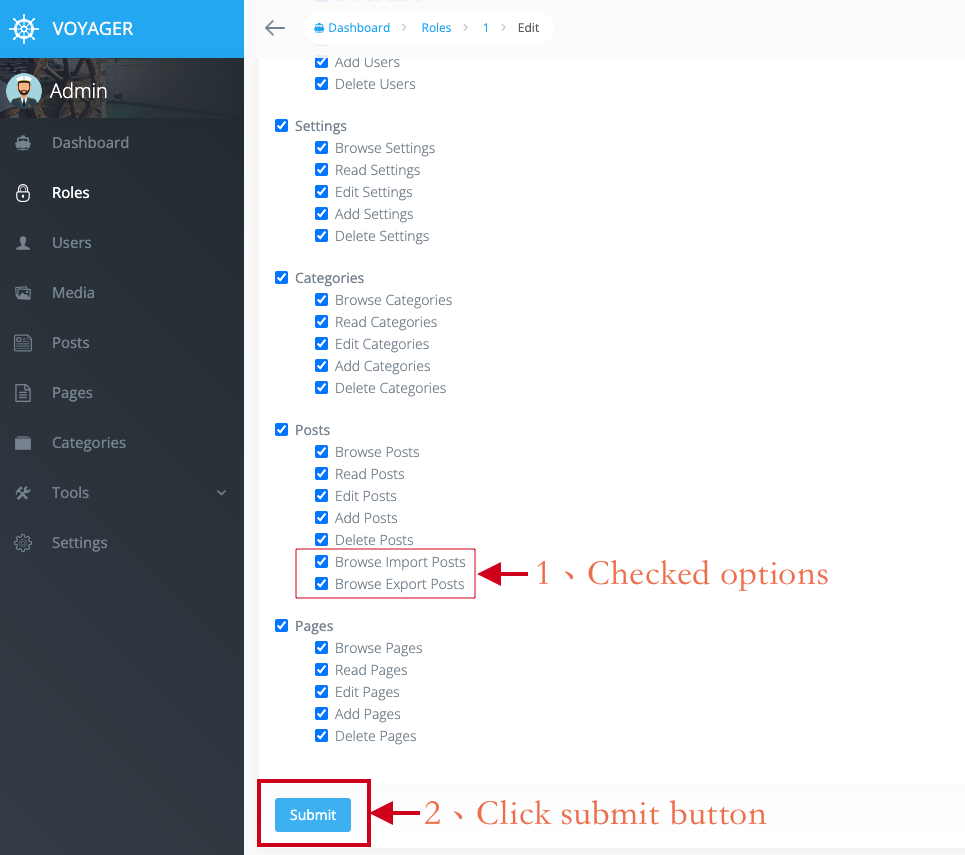 VOYAGER
Admin
Dashboard
Roles
Users
Media
Posts
Pages
Categories
Tools
Settings
Dashboard > Roles > 1 > Edit
Add Users
Delete Users
Settings
Browse Settings
Read Settings
Edit Settings
Add Settings
Delete Settings
Categories
Browse Categories
Read Categories
Edit Categories
Add Categories
Delete Categories
Posts
Browse Posts
Read Posts
Edit Posts
Add Posts
Delete Posts
Browse Import Posts
Browse Export Posts
1、Checked options
Pages
Browse Pages
Read Pages
Edit Pages
Add Pages
Delete Pages
Submit
2、Click submit button